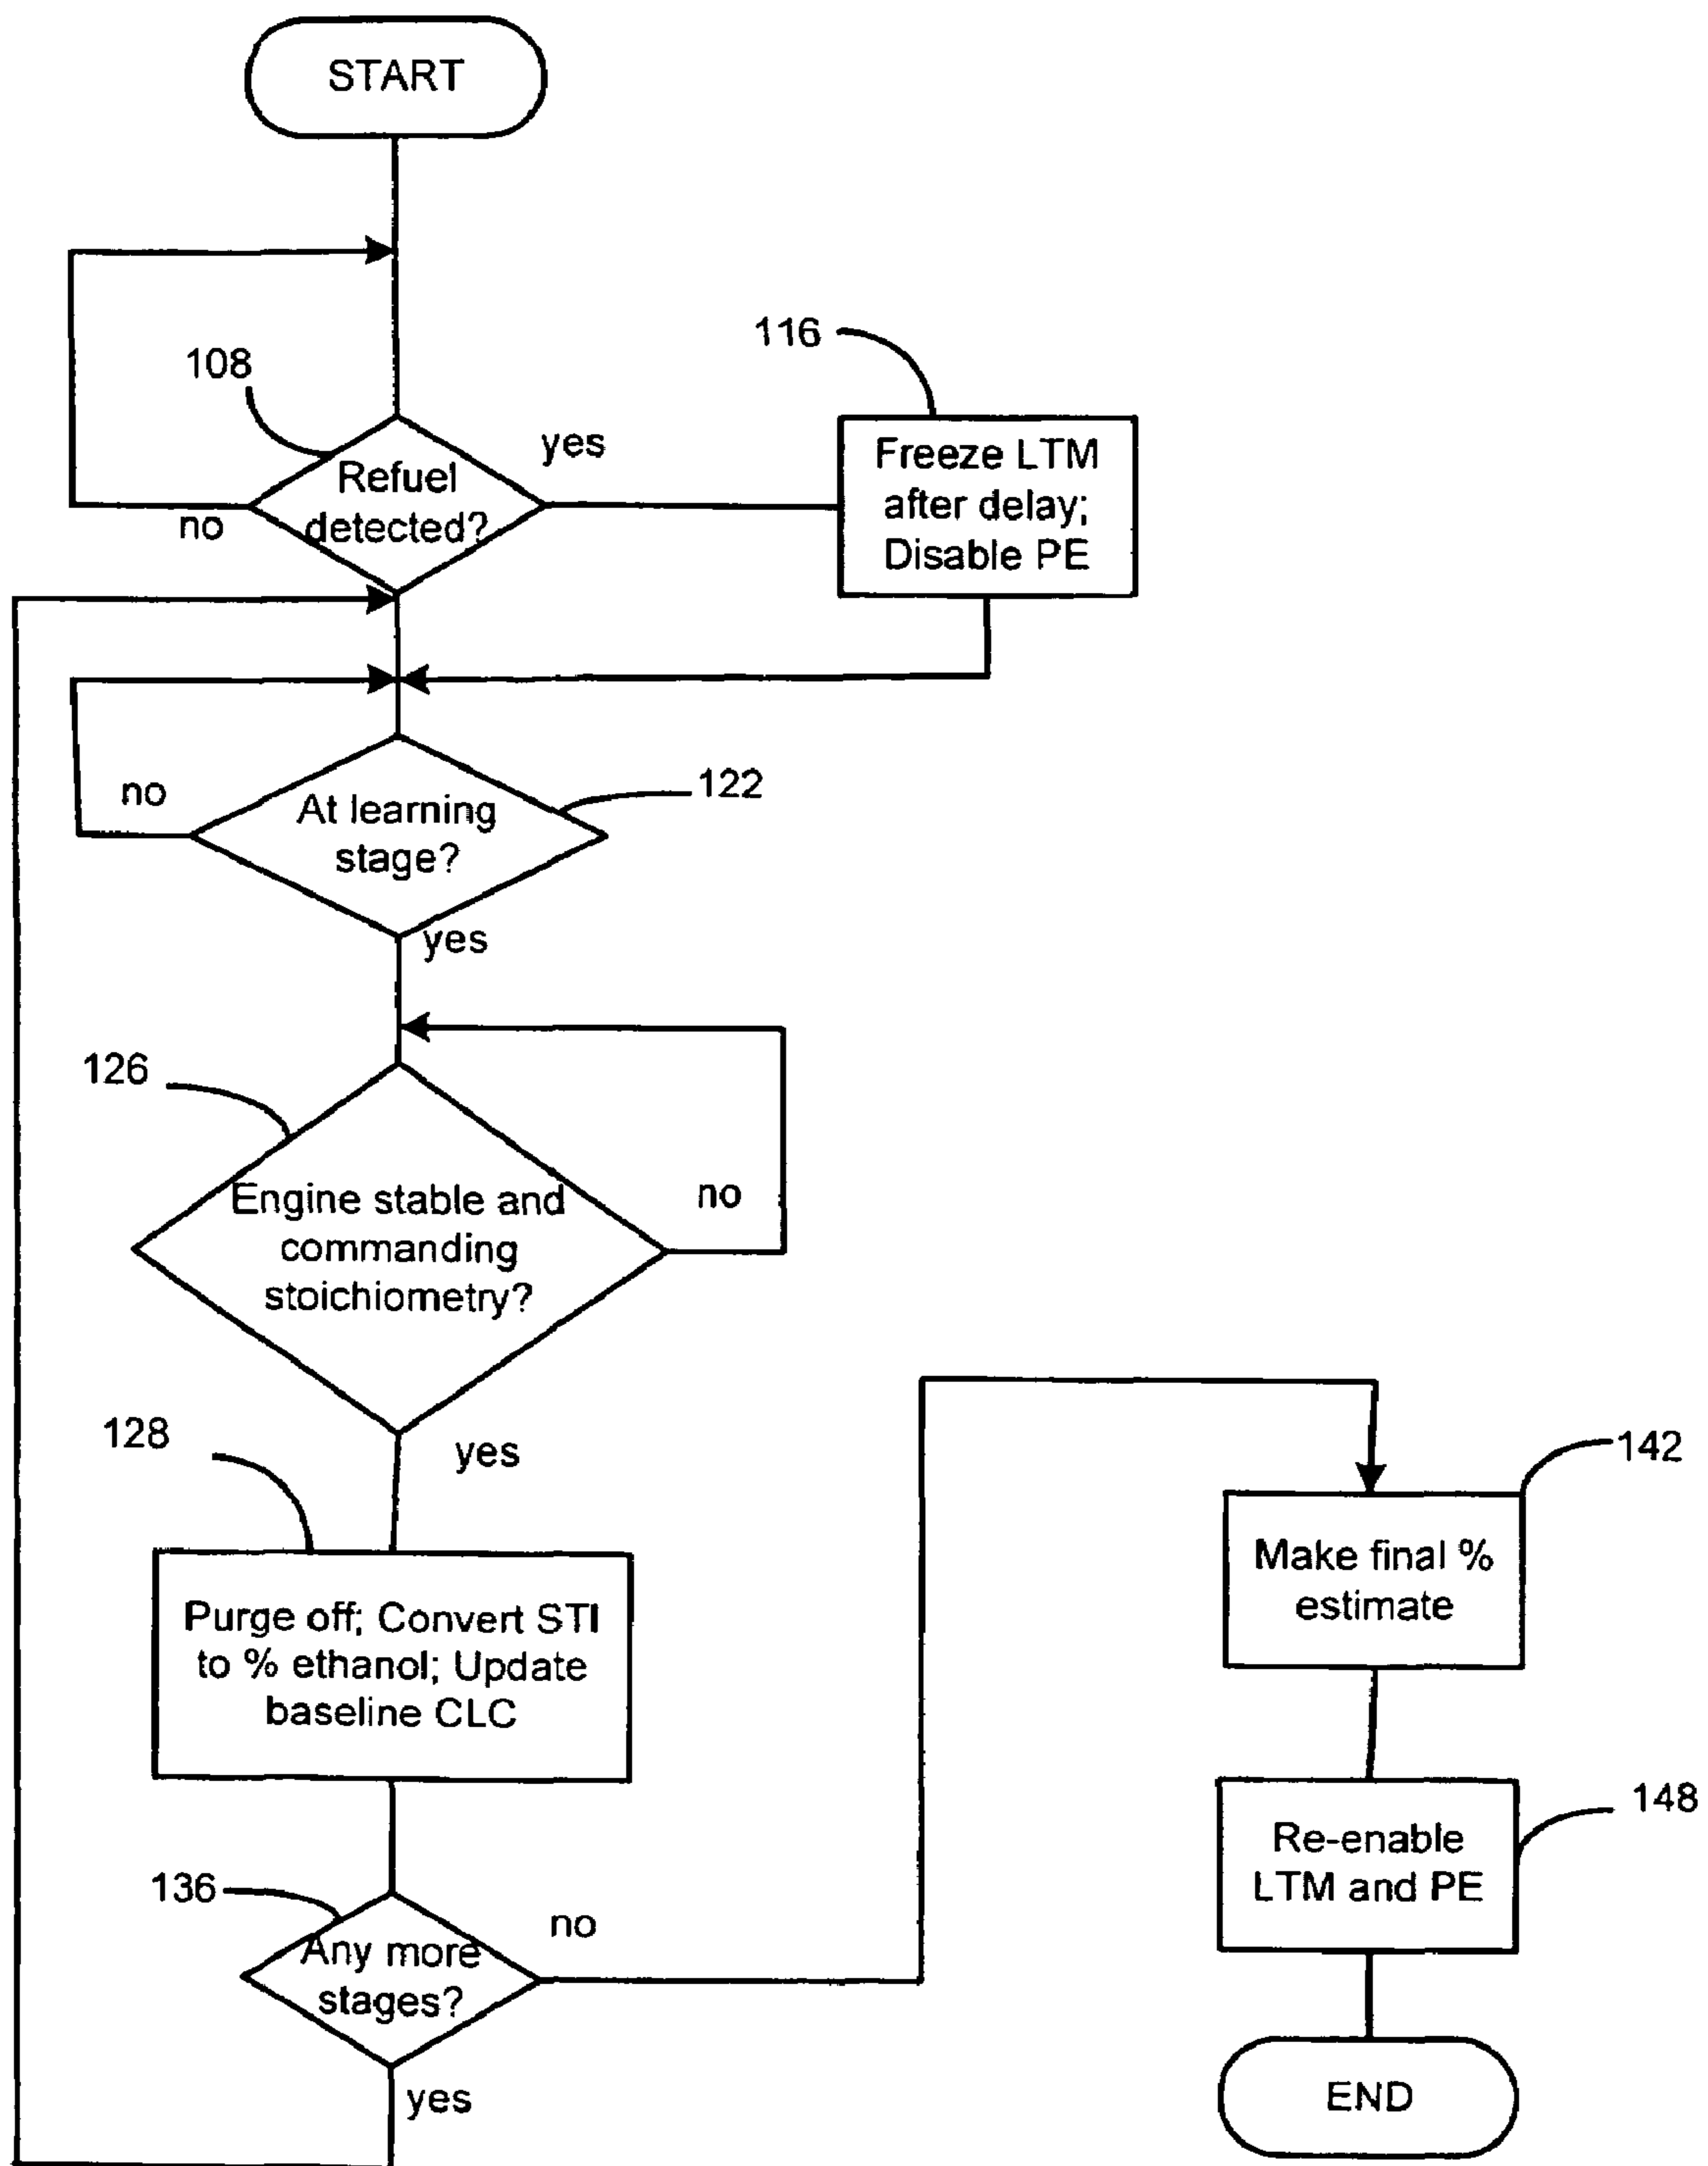 START
108
116
Refuel
detected?
yes
no
Freeze LTM
after delay;
Disable PE
At learning
stage?
122
no
yes
126
Engine stable and
commanding
stoichiometry?
no
yes
128
Purge off; Convert STI
to % ethanol; Update
baseline CLC
136
Any more
stages?
no
yes
142
Make final %
estimate
148
Re-enable
LTM and PE
END